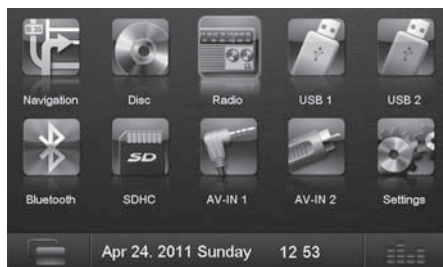 Navigation Disc Radio USB 1 USB 2
SD
Bluetooth SDHC AV-IN 1 AV-IN 2 Settings
Apr 24. 2011 Sunday 12 53